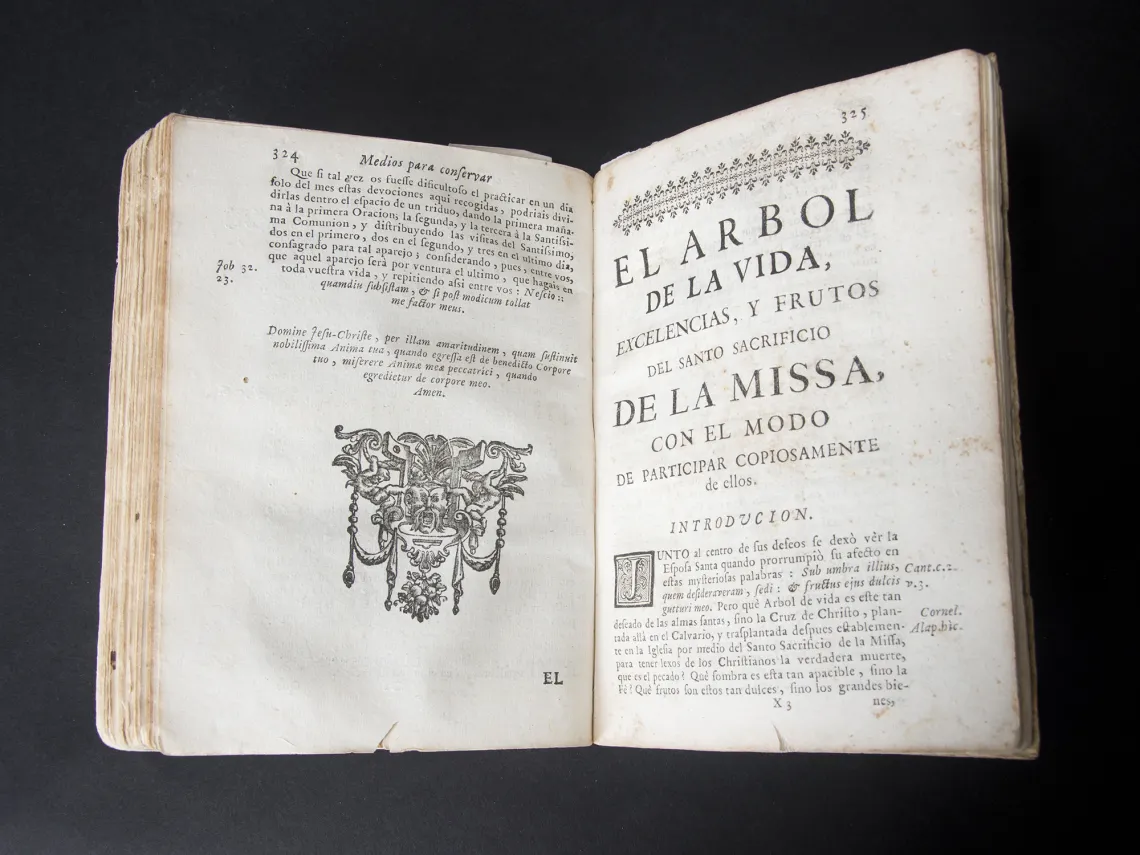 324
Medios para conservar
Que si tal vez os fuesse dificultoso el practicar en un dia
solo del mes estas devociones aqui recogidas, podriais divi-
dirlas dentro el espacio de un triduo, dando la primera maña-
na à la primera Oracion, la segunda, y la tercera à la Santissi-
ma Comunion, y distribuyendo las visitas del Santissimo,
dos en el primero, dos en el segundo, y tres en el ultimo dia,
consagrado para tal aparejo; considerando, pues, entre vos,
que aquel aparejo serà por ventura el ultimo, que hagais en
toda vuestra vida, y repitiendo assi entre vos: Nescio::
Job 32.
23.
quamdiu subsistam, & si post modicum tollat
me factor meus.
Domine Jesu-Christe, per illam amaritudinem, quam sustinuit
nobilissima Anima tua, quando egressa est de benedicto Corpore
tuo, miserere Animæ meæ peccatrici, quando
egredietur de corpore meo.
Amen.
EL
325
EL ARBOL
DE LA VIDA,
EXCELENCIAS, Y FRUTOS
DEL SANTO SACRIFICIO
DE LA MISSA,
CON EL MODO
DE PARTICIPAR COPIOSAMENTE
de ellos.
INTRODVCION.
JUNTO al centro de sus deseos se dexò vèr la
Esposa Santa quando prorrumpiò su afecto en
estas mysteriosas palabras: Sub umbra illius,
Cant.c.2.
quem desideraveram, sedi: & fructus ejus dulcis
v.3.
gutturi meo. Pero què Arbol de vida es este tan
deseado de las almas santas, sino la Cruz de Christo, plan-
Cornel.
tada allà en el Calvario, y trasplantada despues establemen-
Alap.hic.
te en la Iglesia por medio del Santo Sacrificio de la Missa,
para tener lexos de los Christianos la verdadera muerte,
que es el pecado? Què sombra es esta tan apacible, sino la
Fè? Què frutos son estos tan dulces, sino los grandes bie-
X 3
nes,